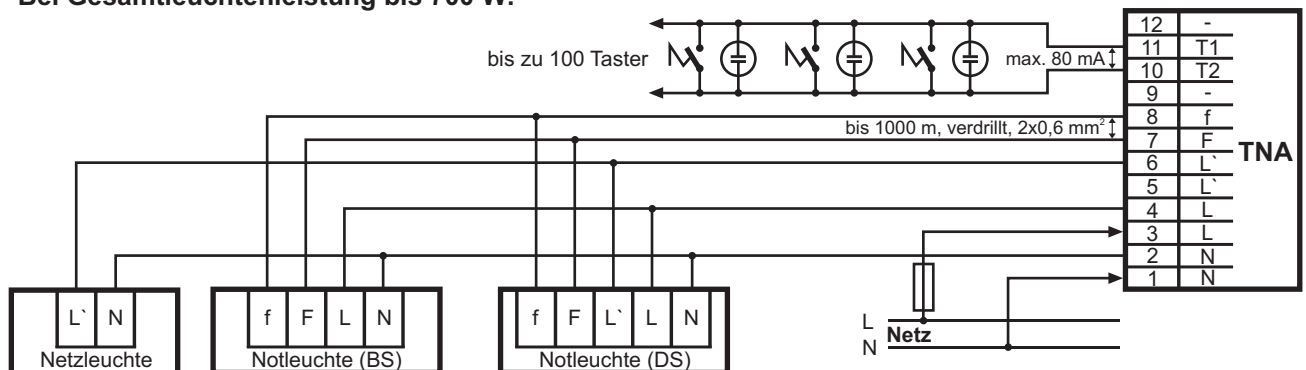 Bei Gesamtleuchtenleistung bis 700 W:
bis zu 100 Taster
max. 80 mA
bis 1000 m, verdrillt, 2x0,6 mm²
12 -
11 T1
10 T2
9 -
8 f
7 F
6 L`
5 L`
4 L
3 L
2 N
1 N
TNA
L` N
Netzleuchte
f F L N
Notleuchte (BS)
f F L` L N
Notleuchte (DS)
L
Netz
N